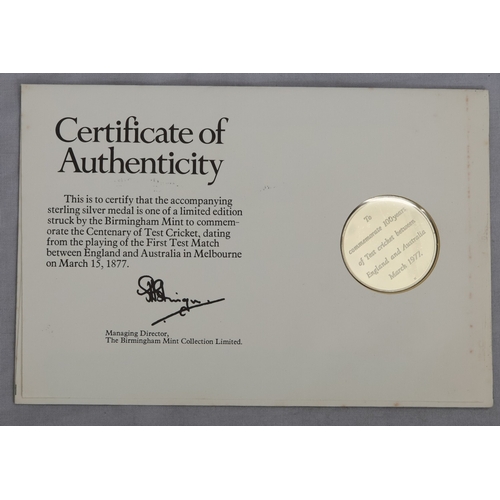 Certificate of
Authenticity
This is to certify that the accompanying
sterling silver medal is one of a limited edition
struck by the Birmingham Mint to commem-
orate the Centenary of Test Cricket, dating
from the playing of the First Test Match
between England and Australia in Melbourne
on March 15, 1877.
Managing Director,
The Birmingham Mint Collection Limited.
To
commemorate 100 years
of Test cricket between
England and Australia
March 1977.